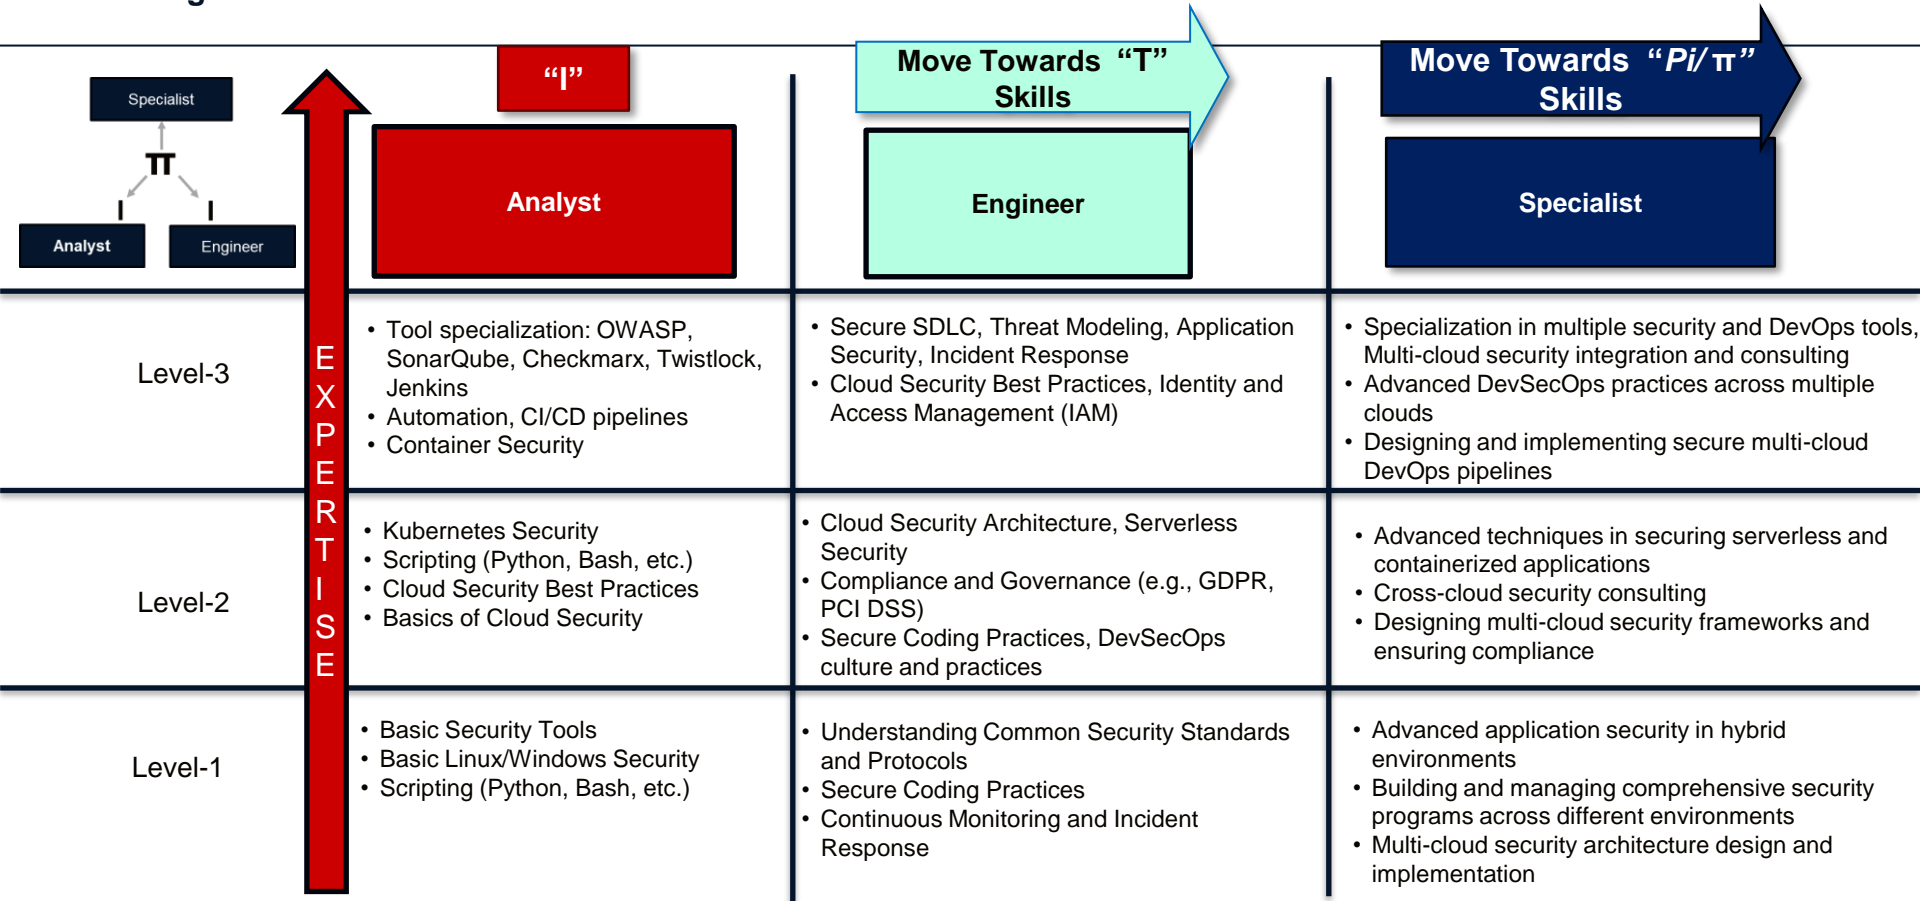 “I”
Move Towards “T”
Skills
Move Towards “Pi/π”
Skills
Specialist
π
I
I
Analyst
Engineer
Analyst
Engineer
Specialist
EXPERTISE
Level-3
• Tool specialization: OWASP,
SonarQube, Checkmarx, Twistlock,
Jenkins
• Automation, CI/CD pipelines
• Container Security
• Secure SDLC, Threat Modeling, Application
Security, Incident Response
• Cloud Security Best Practices, Identity and
Access Management (IAM)
• Specialization in multiple security and DevOps tools,
Multi-cloud security integration and consulting
• Advanced DevSecOps practices across multiple
clouds
• Designing and implementing secure multi-cloud
DevOps pipelines
Level-2
• Kubernetes Security
• Scripting (Python, Bash, etc.)
• Cloud Security Best Practices
• Basics of Cloud Security
• Cloud Security Architecture, Serverless
Security
• Compliance and Governance (e.g., GDPR,
PCI DSS)
• Secure Coding Practices, DevSecOps
culture and practices
• Advanced techniques in securing serverless and
containerized applications
• Cross-cloud security consulting
• Designing multi-cloud security frameworks and
ensuring compliance
Level-1
• Basic Security Tools
• Basic Linux/Windows Security
• Scripting (Python, Bash, etc.)
• Understanding Common Security Standards
and Protocols
• Secure Coding Practices
• Continuous Monitoring and Incident
Response
• Advanced application security in hybrid
environments
• Building and managing comprehensive security
programs across different environments
• Multi-cloud security architecture design and
implementation